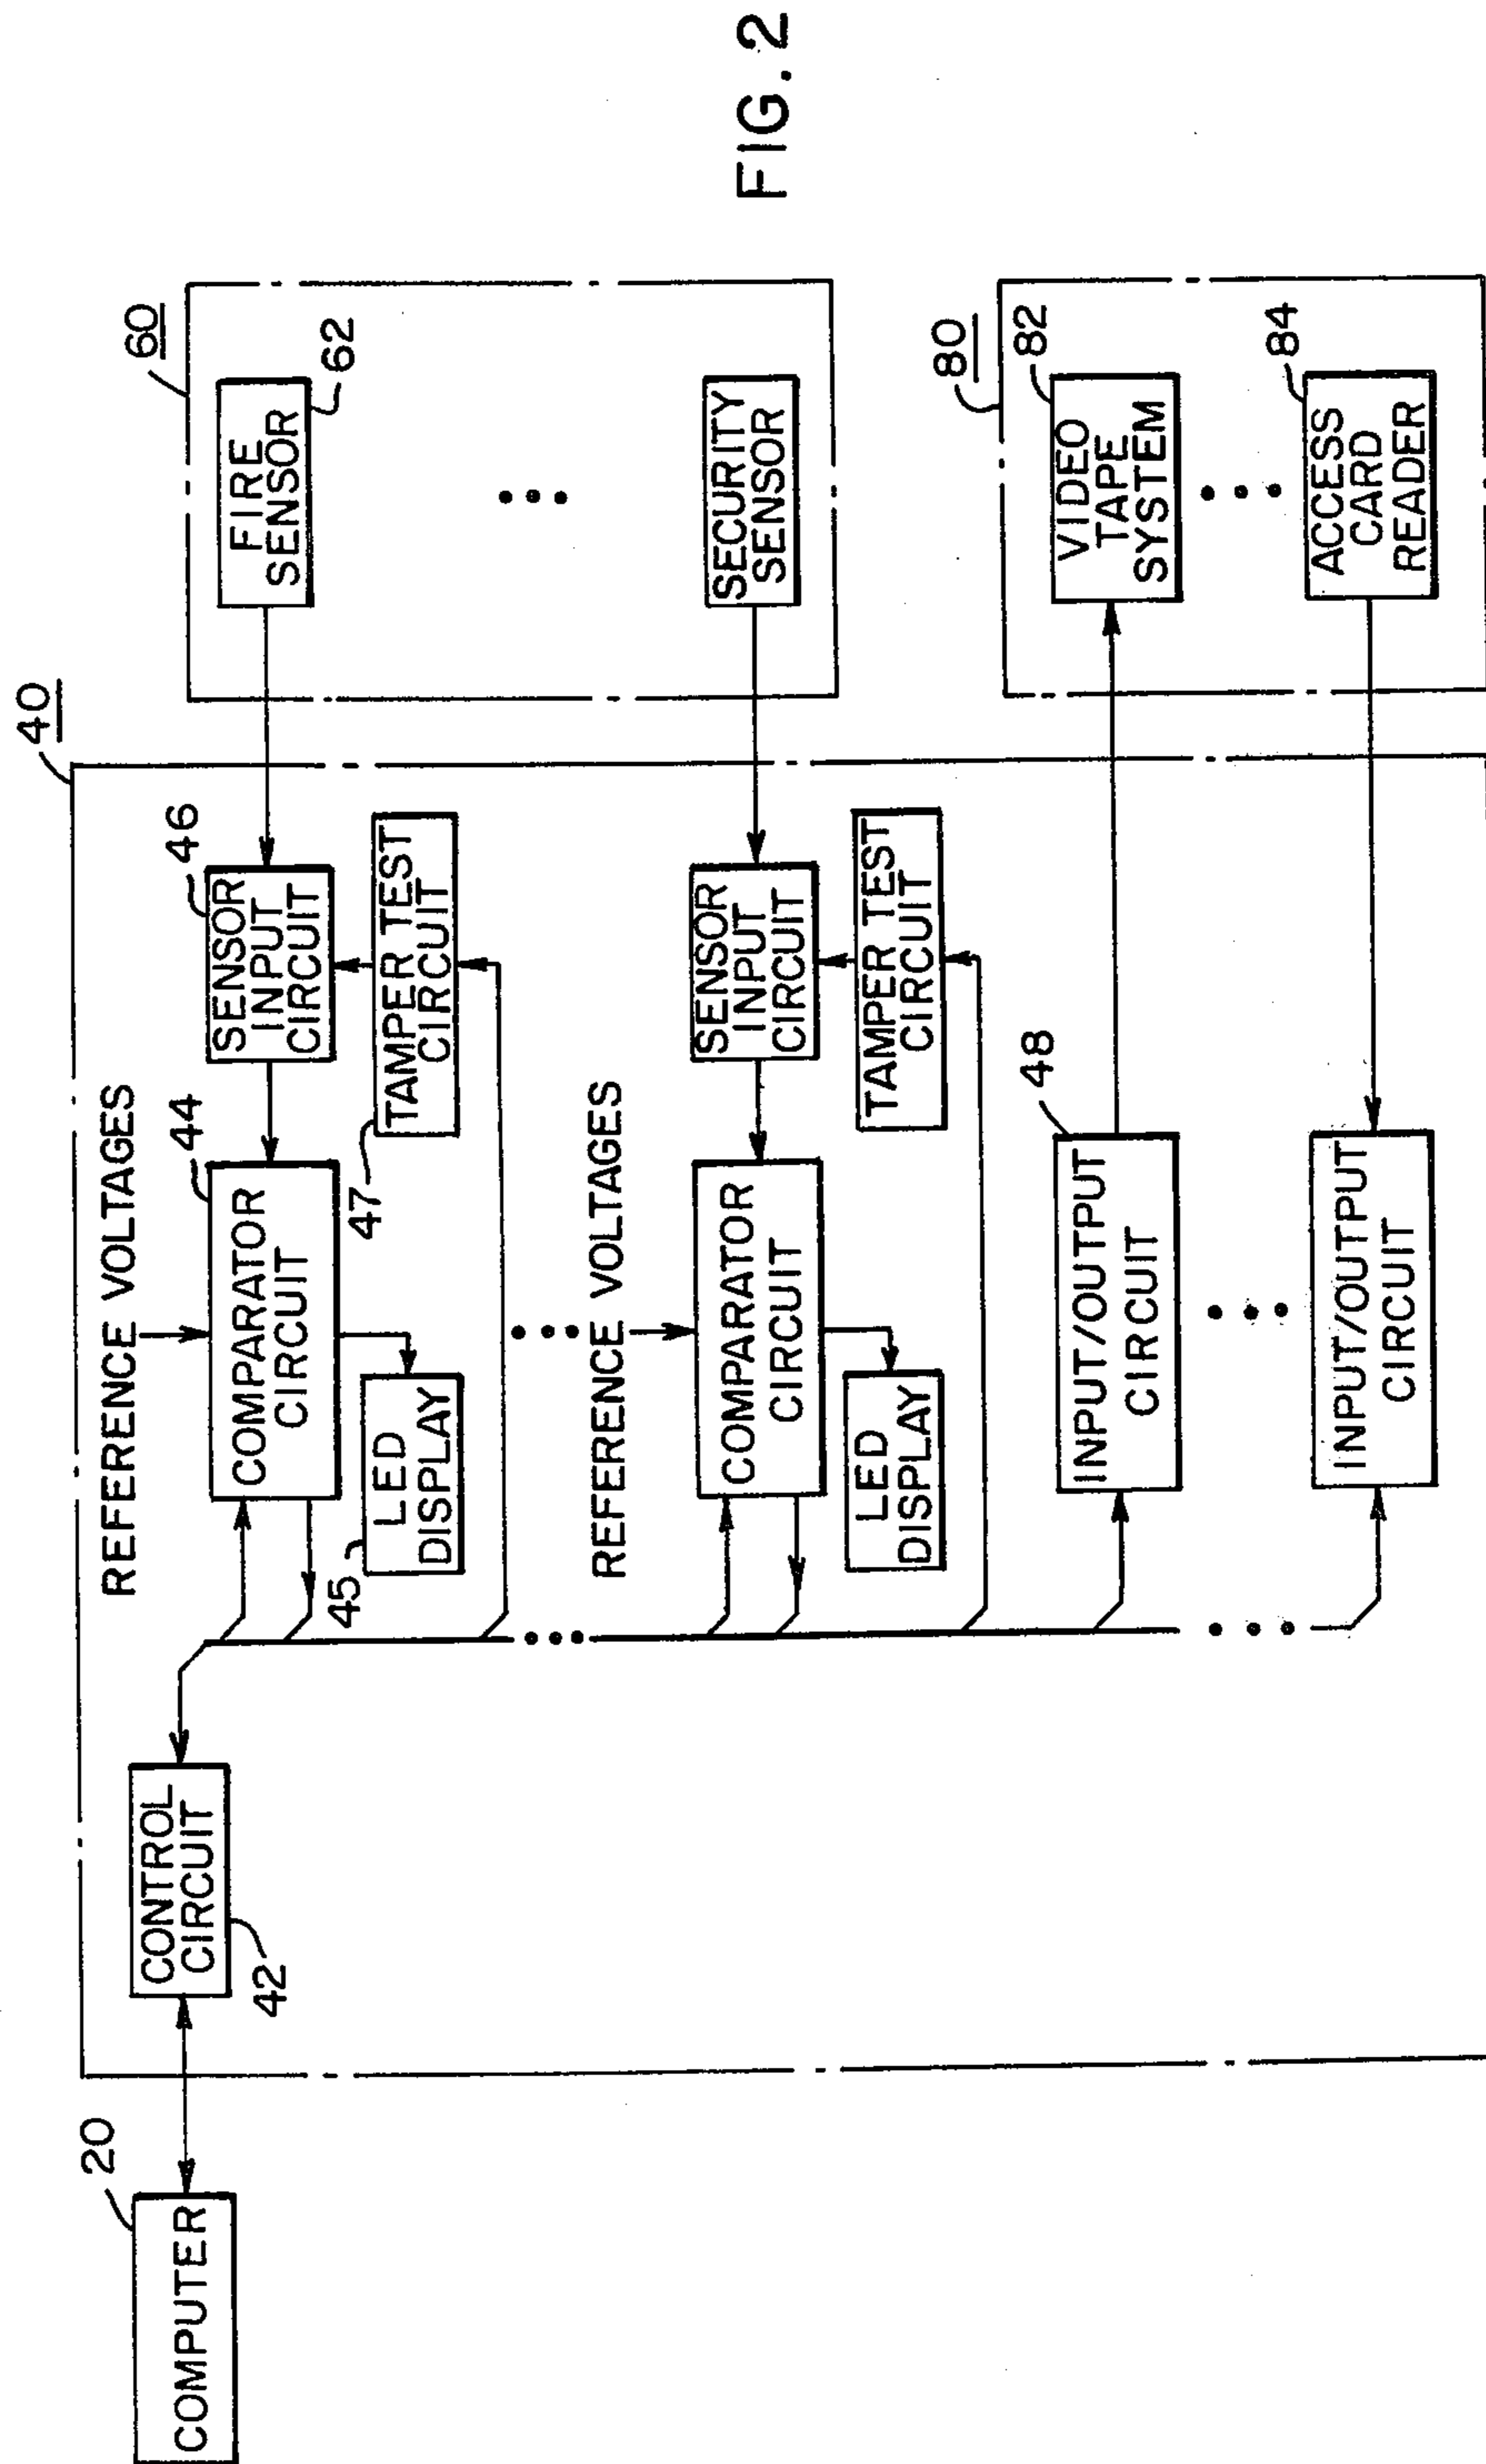 FIG. 2
20
COMPUTER
40
CONTROL
CIRCUIT
42
REFERENCE VOLTAGES
44
COMPARATOR
CIRCUIT
45
LED
DISPLAY
46
SENSOR
INPUT
CIRCUIT
47
TAMPER TEST
CIRCUIT
60
FIRE
SENSOR
62
REFERENCE VOLTAGES
COMPARATOR
CIRCUIT
LED
DISPLAY
SENSOR
INPUT
CIRCUIT
TAMPER TEST
CIRCUIT
SECURITY
SENSOR
48
INPUT/OUTPUT
CIRCUIT
80
82
VIDEO
TAPE
SYSTEM
INPUT/OUTPUT
CIRCUIT
84
ACCESS
CARD
READER